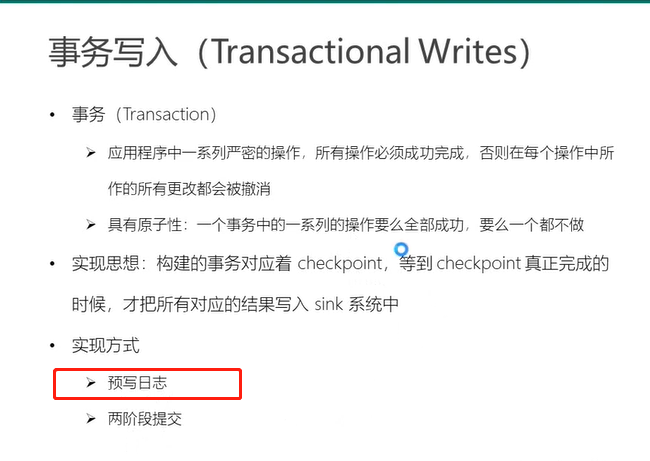 事务写入（Transactional Writes）
• 事务（Transaction）
➢ 应用程序中一系列严密的操作，所有操作必须成功完成，否则在每个操作中所
作的所有更改都会被撤消
➢ 具有原子性：一个事务中的一系列的操作要么全部成功，要么一个都不做
• 实现思想：构建的事务对应着 checkpoint，等到 checkpoint 真正完成的
时候，才把所有对应的结果写入 sink 系统中
• 实现方式
➢ 预写日志
➢ 两阶段提交